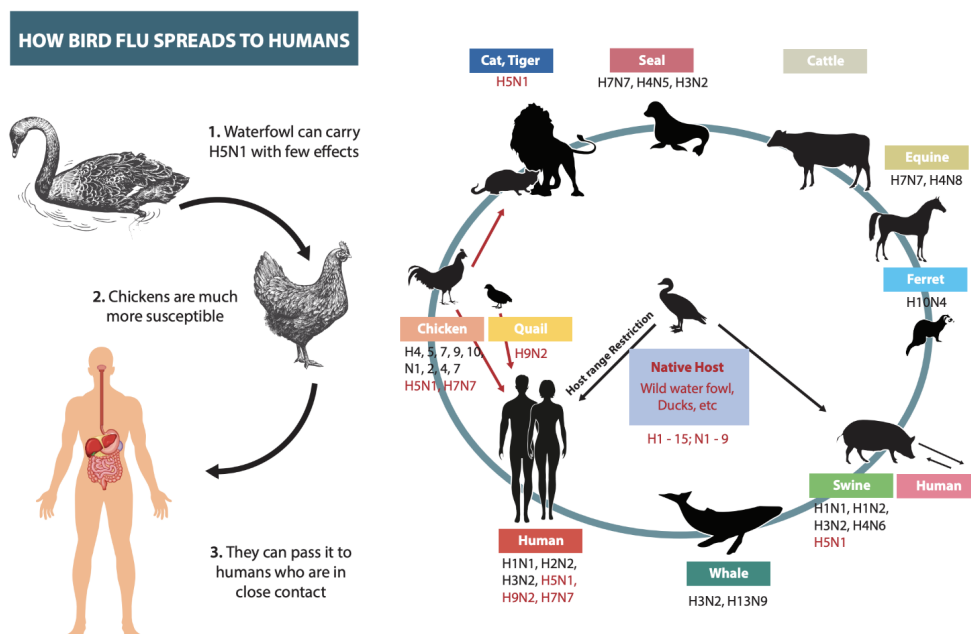 HOW BIRD FLU SPREADS TO HUMANS
1. Waterfowl can carry
H5N1 with few effects
2. Chickens are much
more susceptible
3. They can pass it to
humans who are in
close contact
Cat, Tiger
H5N1
Seal
H7N7, H4N5, H3N2
Cattle
Equine
H7N7, H4N8
Ferret
H10N4
Chicken
H4, 5, 7, 9, 10,
N1, 2, 4, 7
H5N1, H7N7
Quail
H9N2
Host range Restriction
Native Host
Wild water fowl,
Ducks, etc
H1 - 15; N1 - 9
Swine
H1N1, H1N2,
H3N2, H4N6
H5N1
Human
Human
H1N1, H2N2,
H3N2, H5N1,
H9N2, H7N7
Whale
H3N2, H13N9